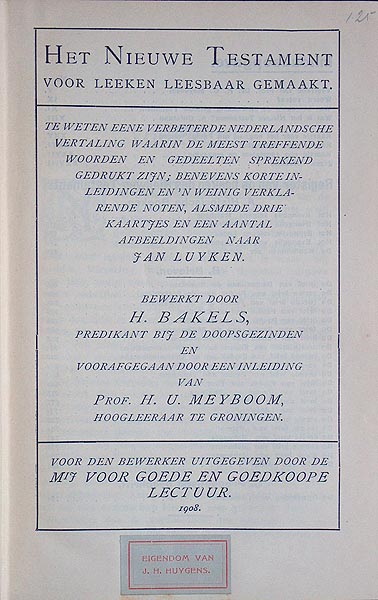 125
HET NIEUWE TESTAMENT
VOOR LEEKEN LEESBAAR GEMAAKT.
TE WETEN EENE VERBETERDE NEDERLANDSCHE
VERTALING WAARIN DE MEEST TREFFENDE
WOORDEN EN GEDEELTEN SPREKEND
GEDRUKT ZIJN; BENEVENS KORTE IN-
LEIDINGEN EN 'N WEINIG VERKLA-
RENDE NOTEN, ALSMEDE DRIE
KAARTJES EN EEN AANTAL
AFBEELDINGEN NAAR
JAN LUYKEN.
BEWERKT DOOR
H. BAKELS,
PREDIKANT BIJ DE DOOPSGEZINDEN
EN
VOORAFGEGAAN DOOR EEN INLEIDING
VAN
PROF. H. U. MEYBOOM,
HOOGLEERAAR TE GRONINGEN.
VOOR DEN BEWERKER UITGEGEVEN DOOR DE
MIJ VOOR GOEDE EN GOEDKOOPE
LECTUUR.
1908.
EIGENDOM VAN
J. H. HUYGENS.